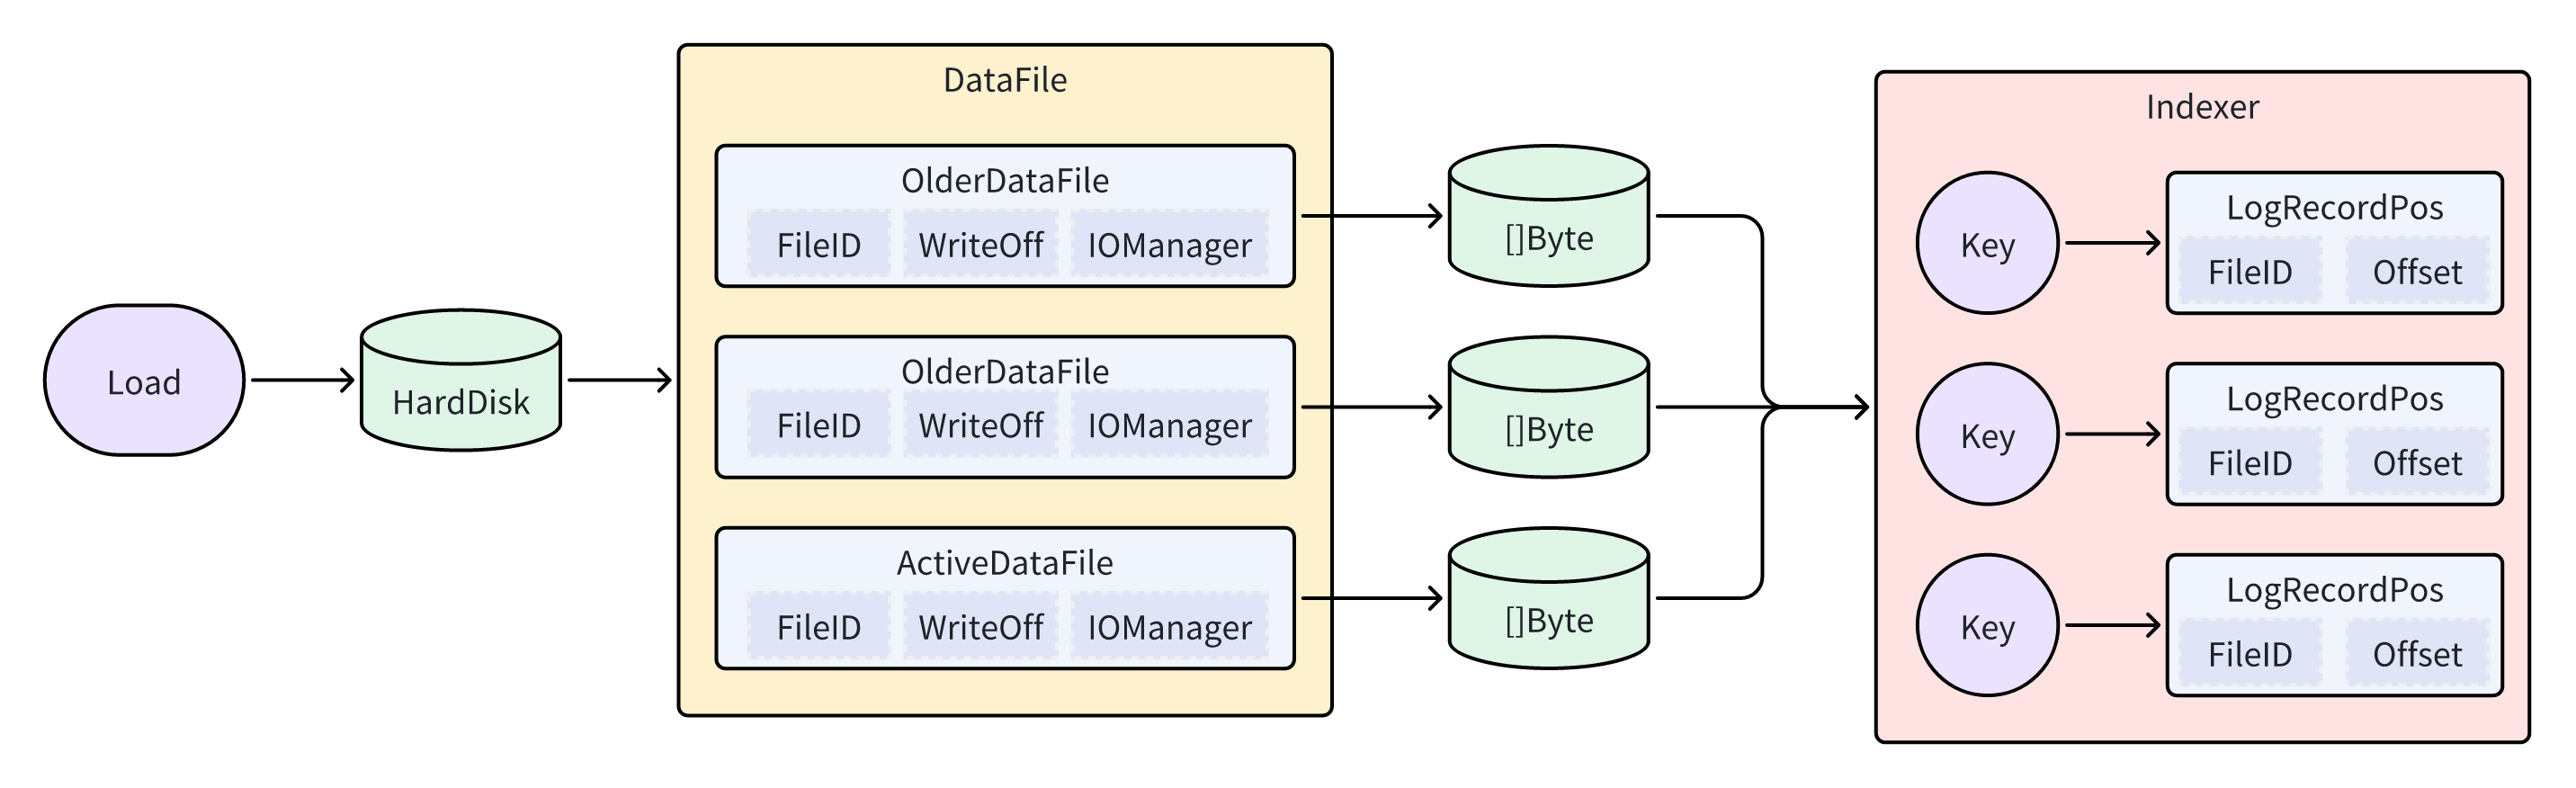 Load
HardDisk
DataFile
OlderDataFile
FileID WriteOff IOManager
OlderDataFile
FileID WriteOff IOManager
ActiveDataFile
FileID WriteOff IOManager
[]Byte
[]Byte
[]Byte
Indexer
Key
LogRecordPos
FileID Offset
Key
LogRecordPos
FileID Offset
Key
LogRecordPos
FileID Offset